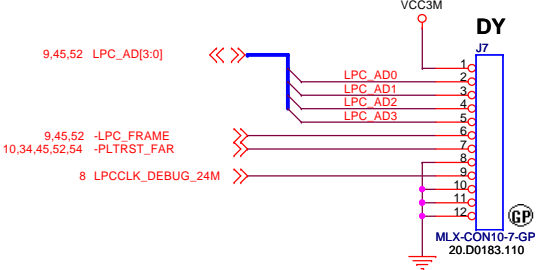 VCC3M
DY
J7
9,45,52 LPC_AD[3:0]
1
LPC_AD0 2
LPC_AD1 3
LPC_AD2 4
LPC_AD3 5
9,45,52 -LPC_FRAME 6
10,34,45,52,54 -PLTRST_FAR 7
8
8 LPCCLK_DEBUG_24M 9
10
11
12
GP
MLX-CON10-7-GP
20.D0183.110